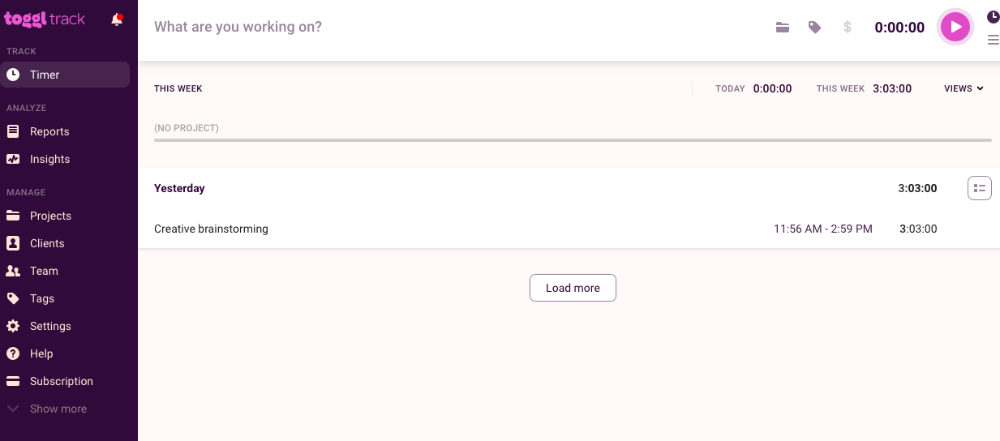 toggl track
What are you working on?
$
0:00:00
TRACK
Timer
THIS WEEK
TODAY 0:00:00
THIS WEEK 3:03:00
VIEWS
ANALYZE
Reports
Insights
(NO PROJECT)
MANAGE
Projects
Clients
Team
Tags
Settings
Help
Subscription
Show more
Yesterday 3:03:00
Creative brainstorming 11:56 AM - 2:59 PM 3:03:00
Load more